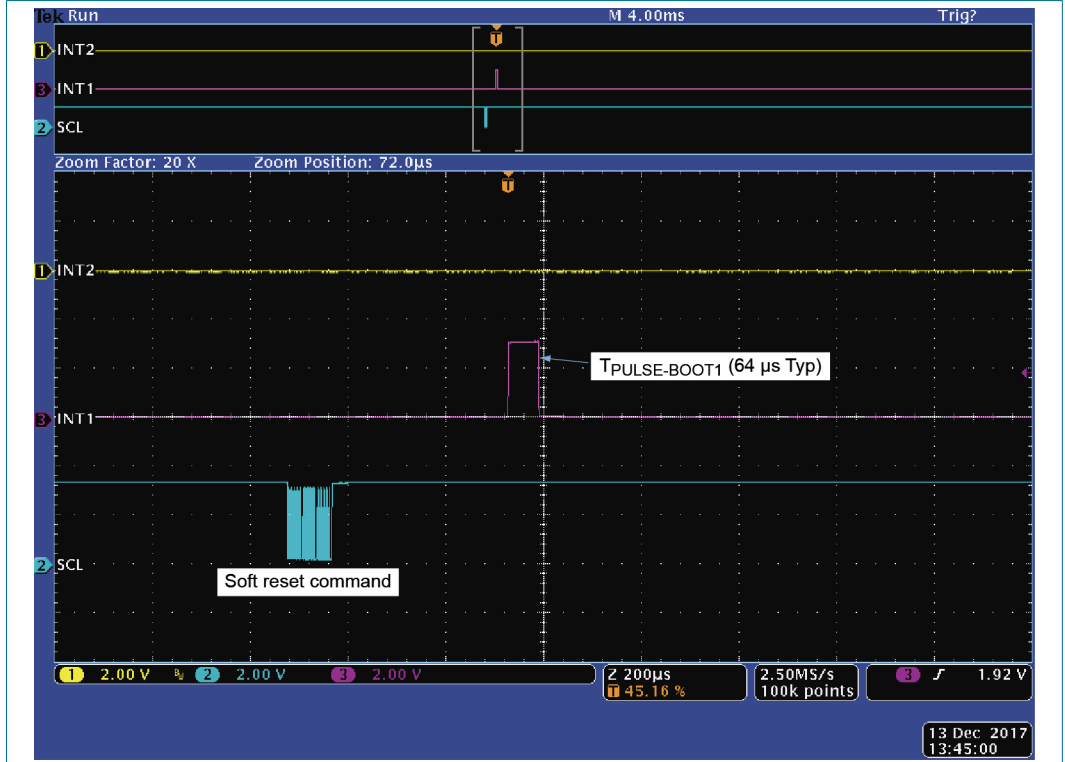 Tek Run M 4.00ms Trig?
T
1 INT2
3 INT1
2 SCL
Zoom Factor: 20 X Zoom Position: 72.0µs
T
1 INT2
TPULSE-BOOT1 (64 µs Typ)
3 INT1
2 SCL
Soft reset command
1 2.00 V BW 2 2.00 V 3 2.00 V
Z 200µs
T 45.16 %
2.50MS/s
100k points
3 1.92 V
13 Dec 2017
13:45:00